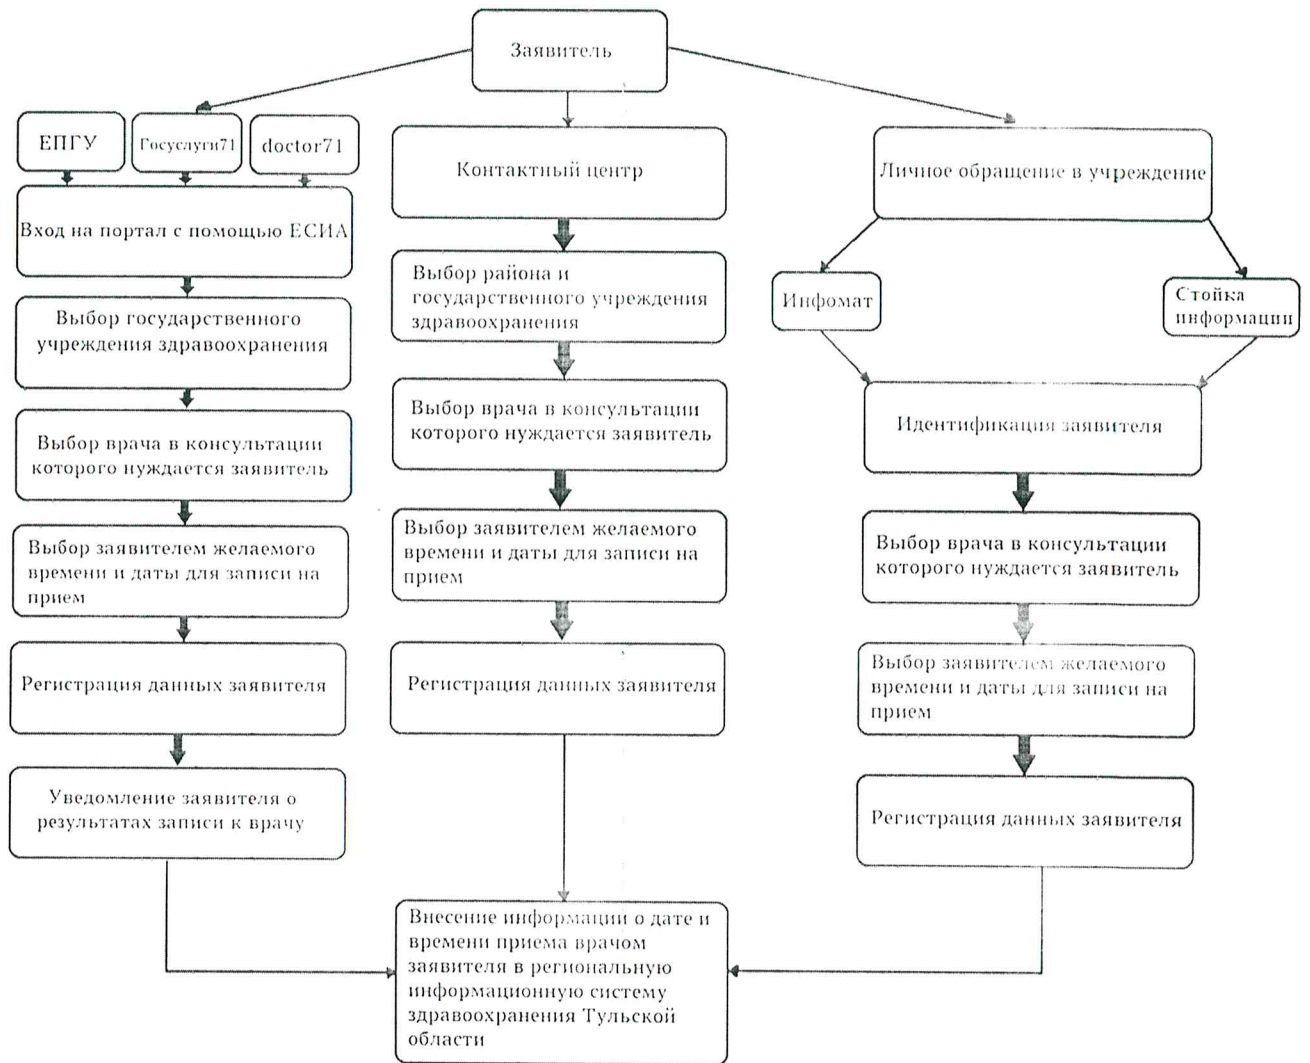 Заявитель
ЕПГУ
Госуслуги71
doctor71
Вход на портал с помощью ЕСИА
Выбор государственного
учреждения здравоохранения
Выбор врача в консультации
которого нуждается заявитель
Выбор заявителем желаемого
времени и даты для записи на
прием
Регистрация данных заявителя
Уведомление заявителя о
результатах записи к врачу
Контактный центр
Выбор района и
государственного учреждения
здравоохранения
Выбор врача в консультации
которого нуждается заявитель
Выбор заявителем желаемого
времени и даты для записи на
прием
Регистрация данных заявителя
Личное обращение в учреждение
Инфомат
Стойка
информации
Идентификация заявителя
Выбор врача в консультации
которого нуждается заявитель
Выбор заявителем желаемого
времени и даты для записи на
прием
Регистрация данных заявителя
Внесение информации о дате и
времени приема врачом
заявителя в региональную
информационную систему
здравоохранения Тульской
области